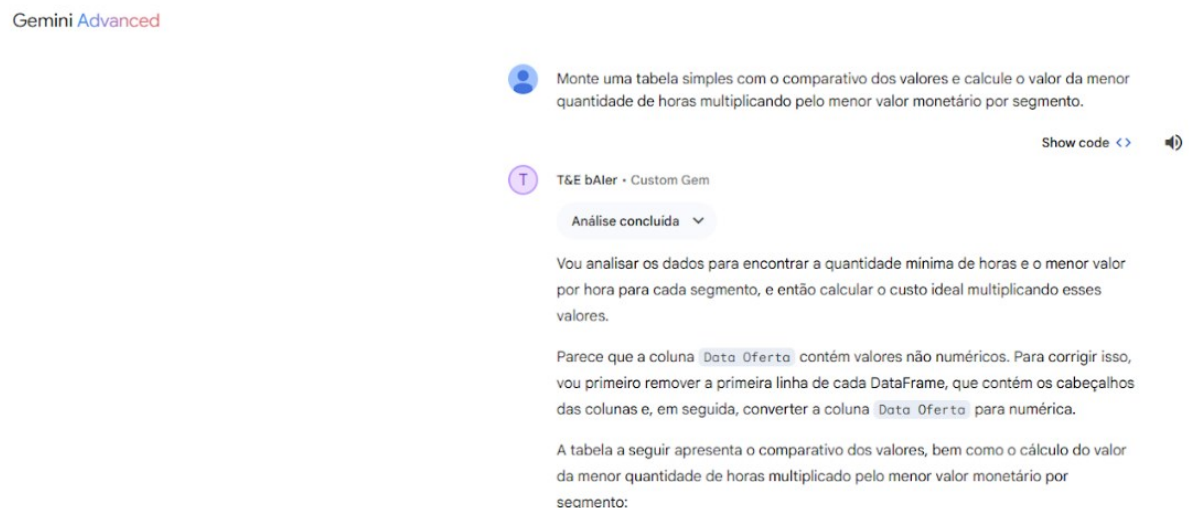 Gemini Advanced
Monte uma tabela simples com o comparativo dos valores e calcule o valor da menor
quantidade de horas multiplicando pelo menor valor monetário por segmento.
Show code <>
T
T&E bAIer • Custom Gem
Análise concluída
Vou analisar os dados para encontrar a quantidade mínima de horas e o menor valor
por hora para cada segmento, e então calcular o custo ideal multiplicando esses
valores.
Parece que a coluna Data Oferta contém valores não numéricos. Para corrigir isso,
vou primeiro remover a primeira linha de cada DataFrame, que contém os cabeçalhos
das colunas e, em seguida, converter a coluna Data Oferta para numérica.
A tabela a seguir apresenta o comparativo dos valores, bem como o cálculo do valor
da menor quantidade de horas multiplicado pelo menor valor monetário por
segmento: